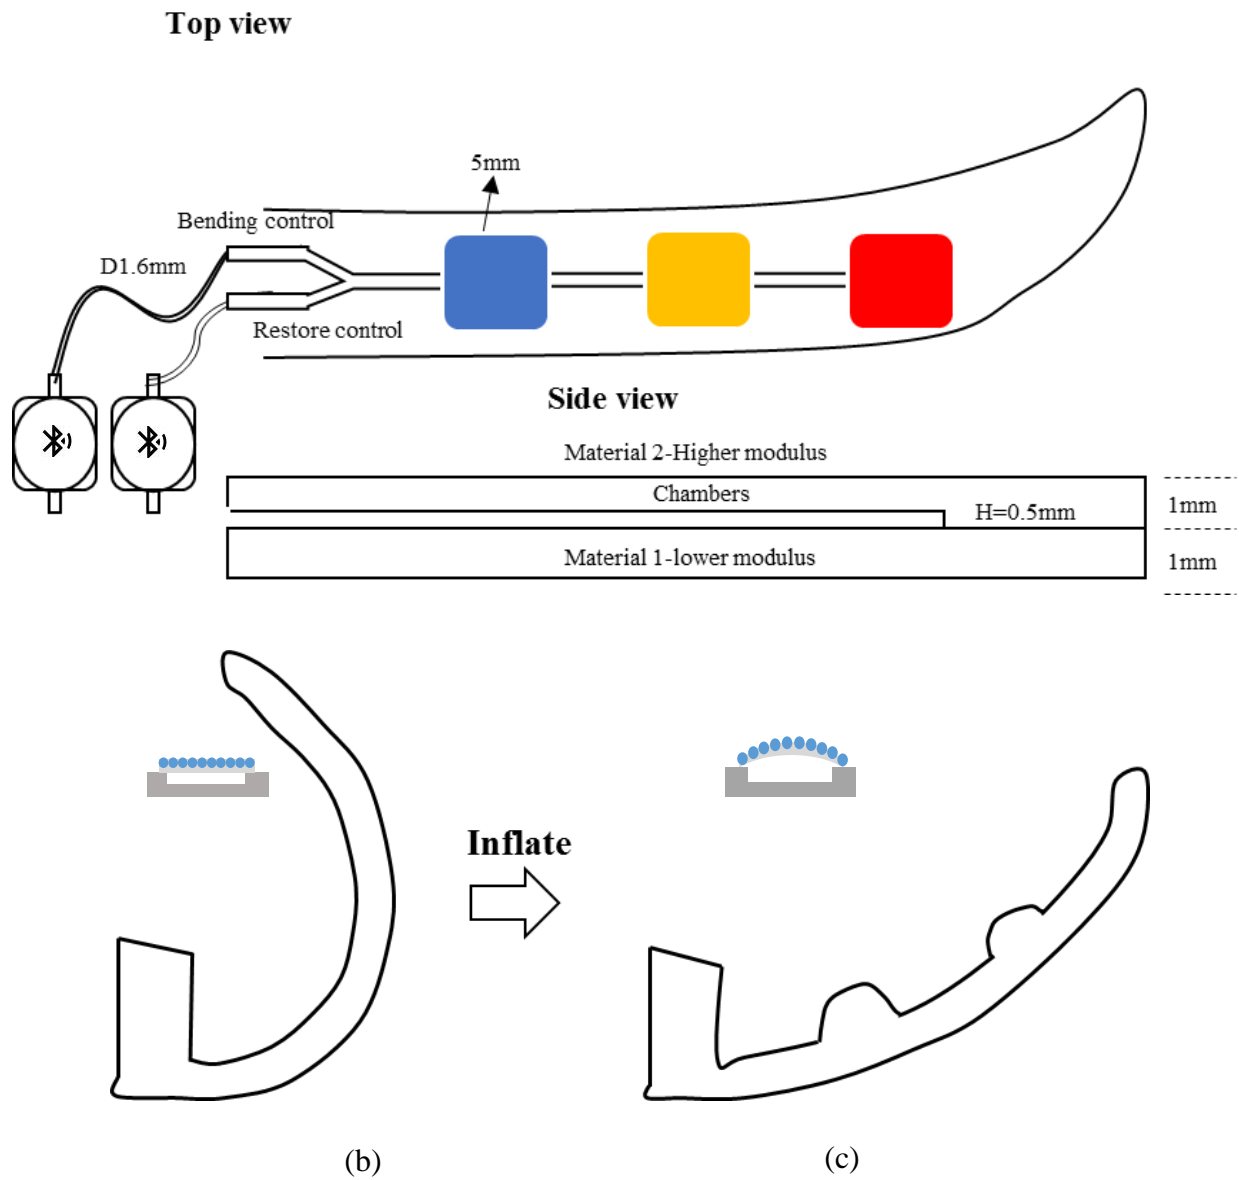 Top view
5mm
Bending control
D1.6mm
Restore control
Side view
Material 2-Higher modulus
Chambers
1mm
H=0.5mm
Material 1-lower modulus
1mm
Inflate
(b)
(c)